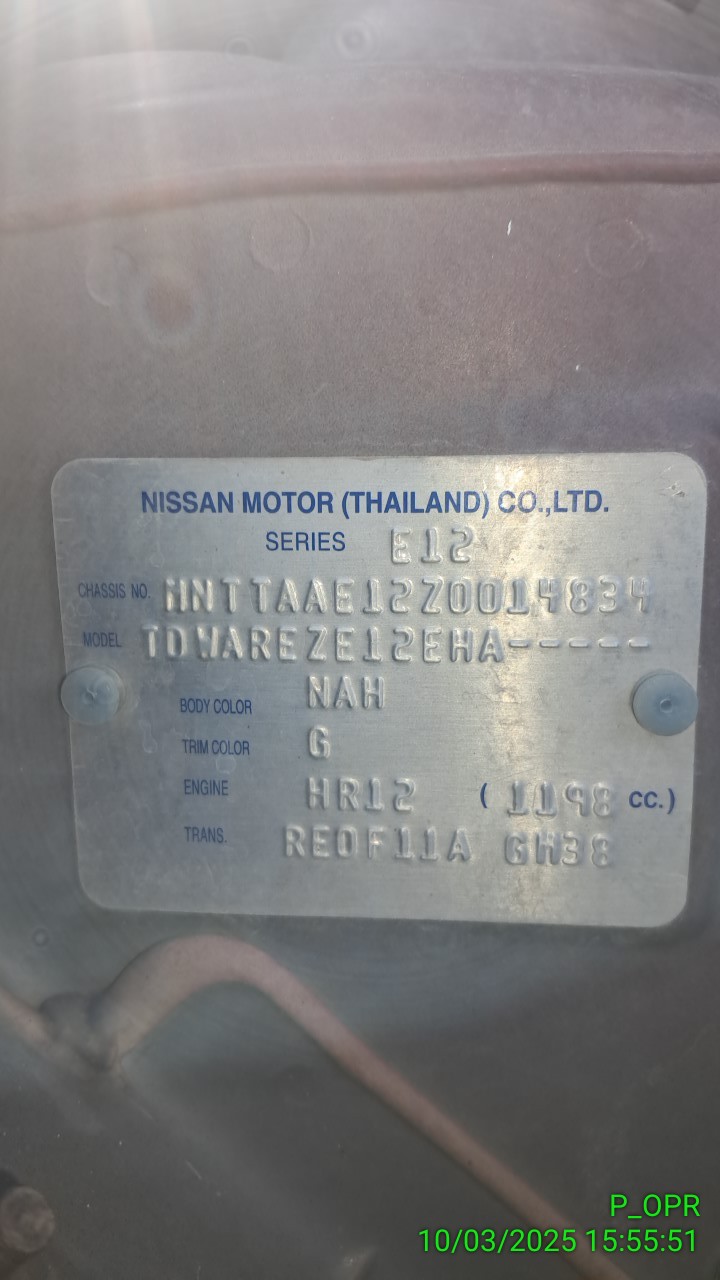 NISSAN MOTOR (THAILAND) CO.,LTD.
SERIES E12
CHASSIS NO. MNTTAAE12Z0014834
MODEL TDWAREZE12EHA-----
BODY COLOR NAH
TRIM COLOR G
ENGINE HR12 ( 1198 CC.)
TRANS. RE0F11A GH38
P_OPR
10/03/2025 15:55:51